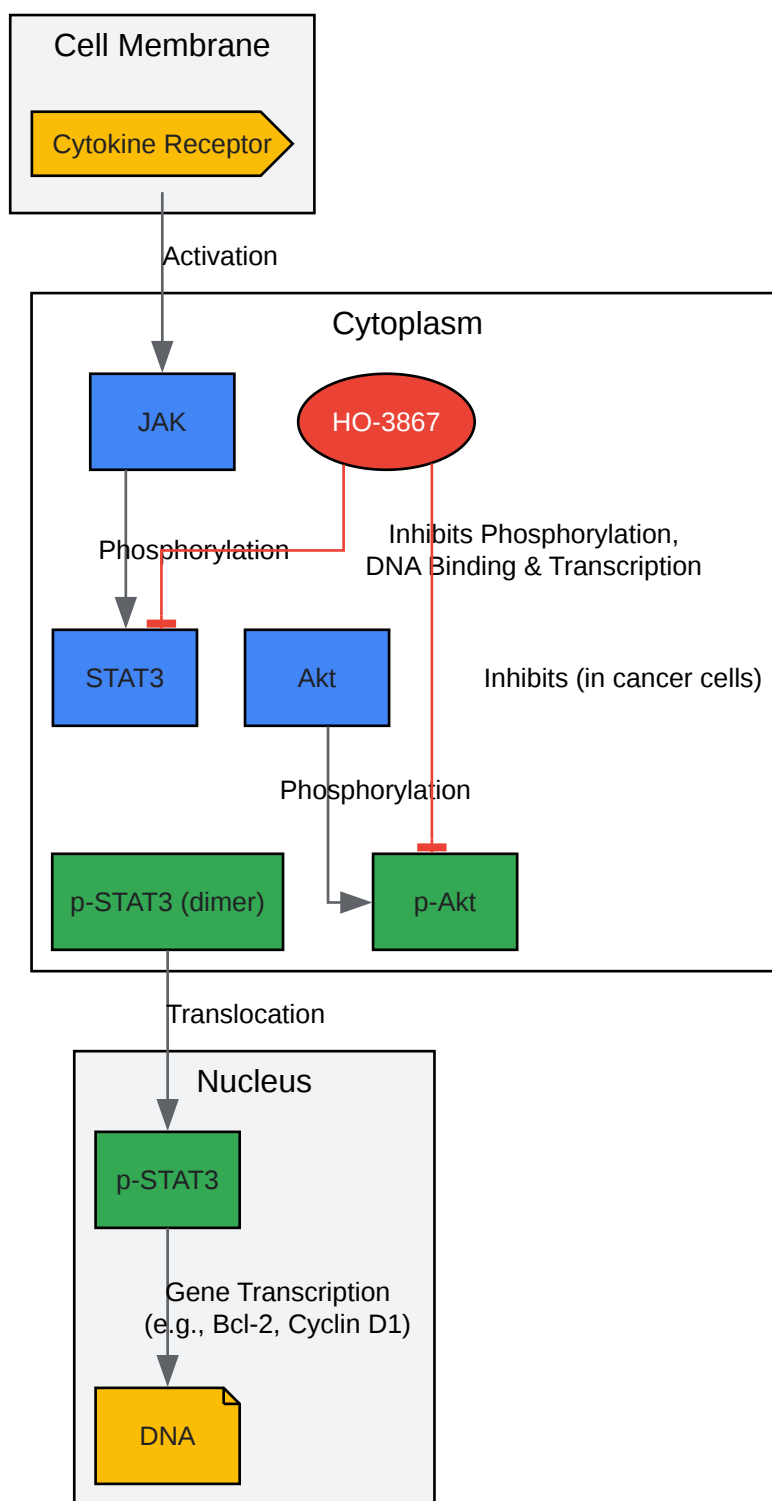 Cell Membrane
Cytokine Receptor
Activation
Cytoplasm
JAK
HO-3867
Phosphorylation
Inhibits Phosphorylation,
DNA Binding & Transcription
STAT3
Akt
Inhibits (in cancer cells)
Phosphorylation
p-STAT3 (dimer)
p-Akt
Translocation
Nucleus
p-STAT3
Gene Transcription
(e.g., Bcl-2, Cyclin D1)
DNA